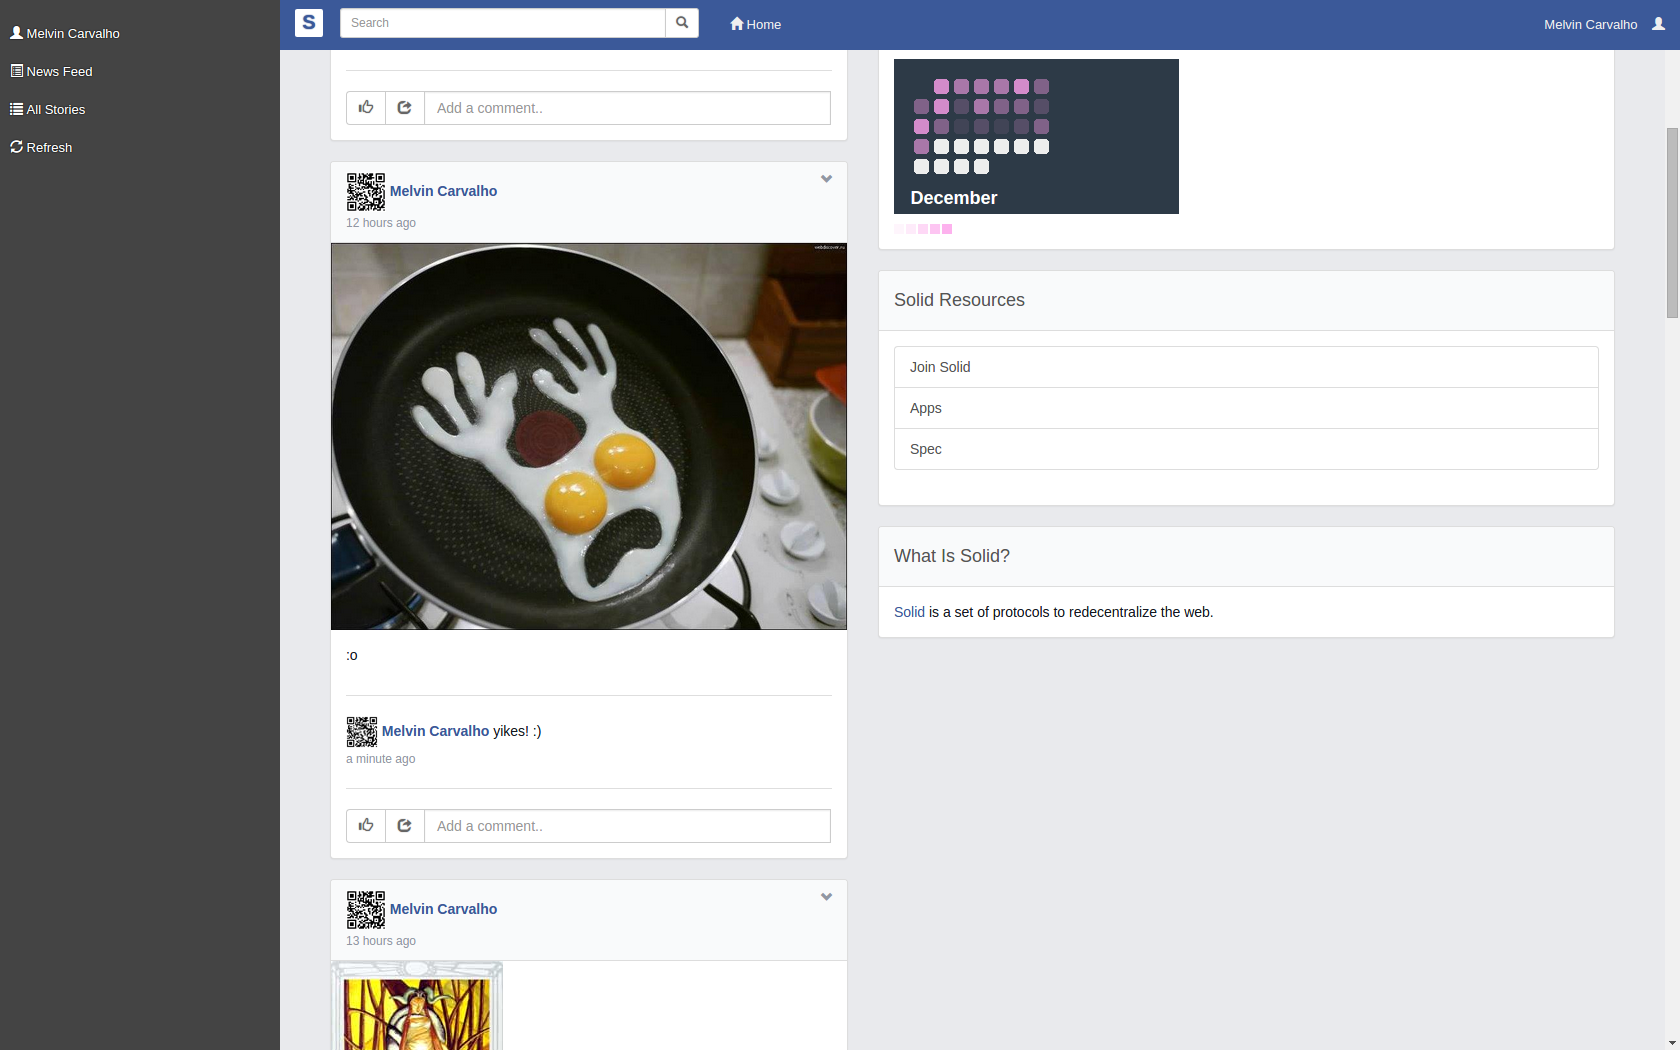 Melvin Carvalho
News Feed
All Stories
Refresh
S
Search
Home
Melvin Carvalho
Add a comment..
Melvin Carvalho
12 hours ago
:o
Melvin Carvalho yikes! :)
a minute ago
Add a comment..
Melvin Carvalho
13 hours ago
December
Solid Resources
Join Solid
Apps
Spec
What Is Solid?
Solid is a set of protocols to redecentralize the web.